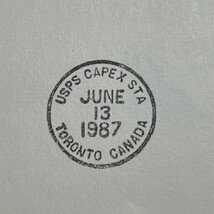 USPS CAPEX STA
JUNE
13
1987
TORONTO CANADA